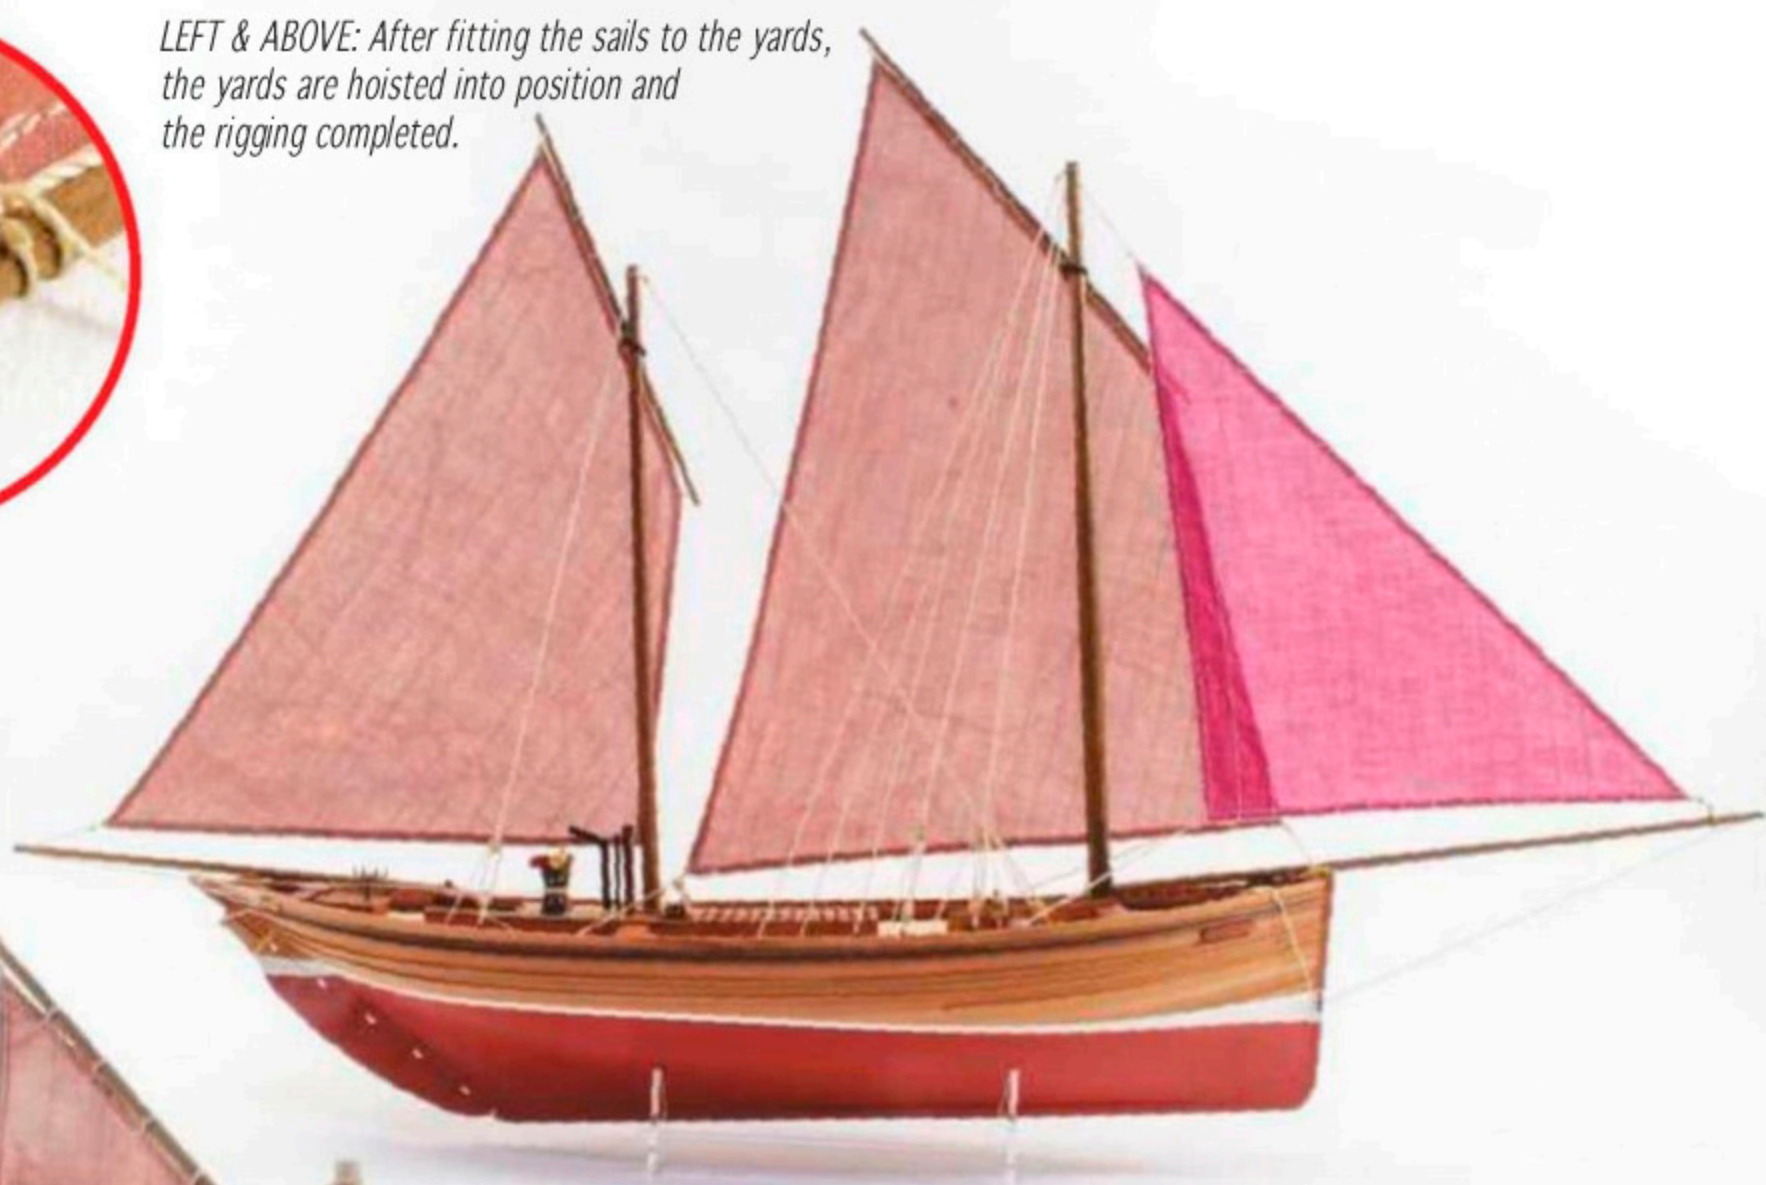 LEFT & ABOVE: After fitting the sails to the yards,
the yards are hoisted into position and
the rigging completed.